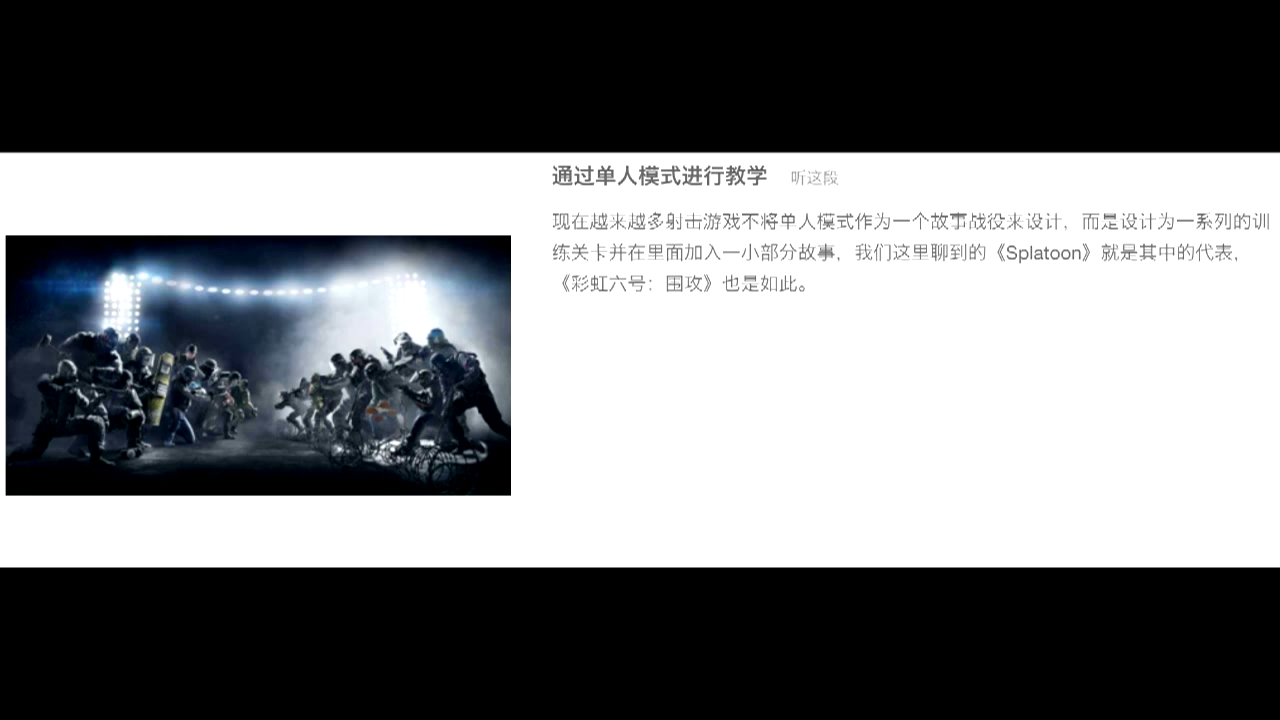 通过单人模式进行教学 听这段
现在越来越多射击游戏不将单人模式作为一个故事战役来设计，而是设计为一系列的训
练关卡并在里面加入一小部分故事，我们这里聊到的《Splatoon》就是其中的代表，
《彩虹六号：围攻》也是如此。